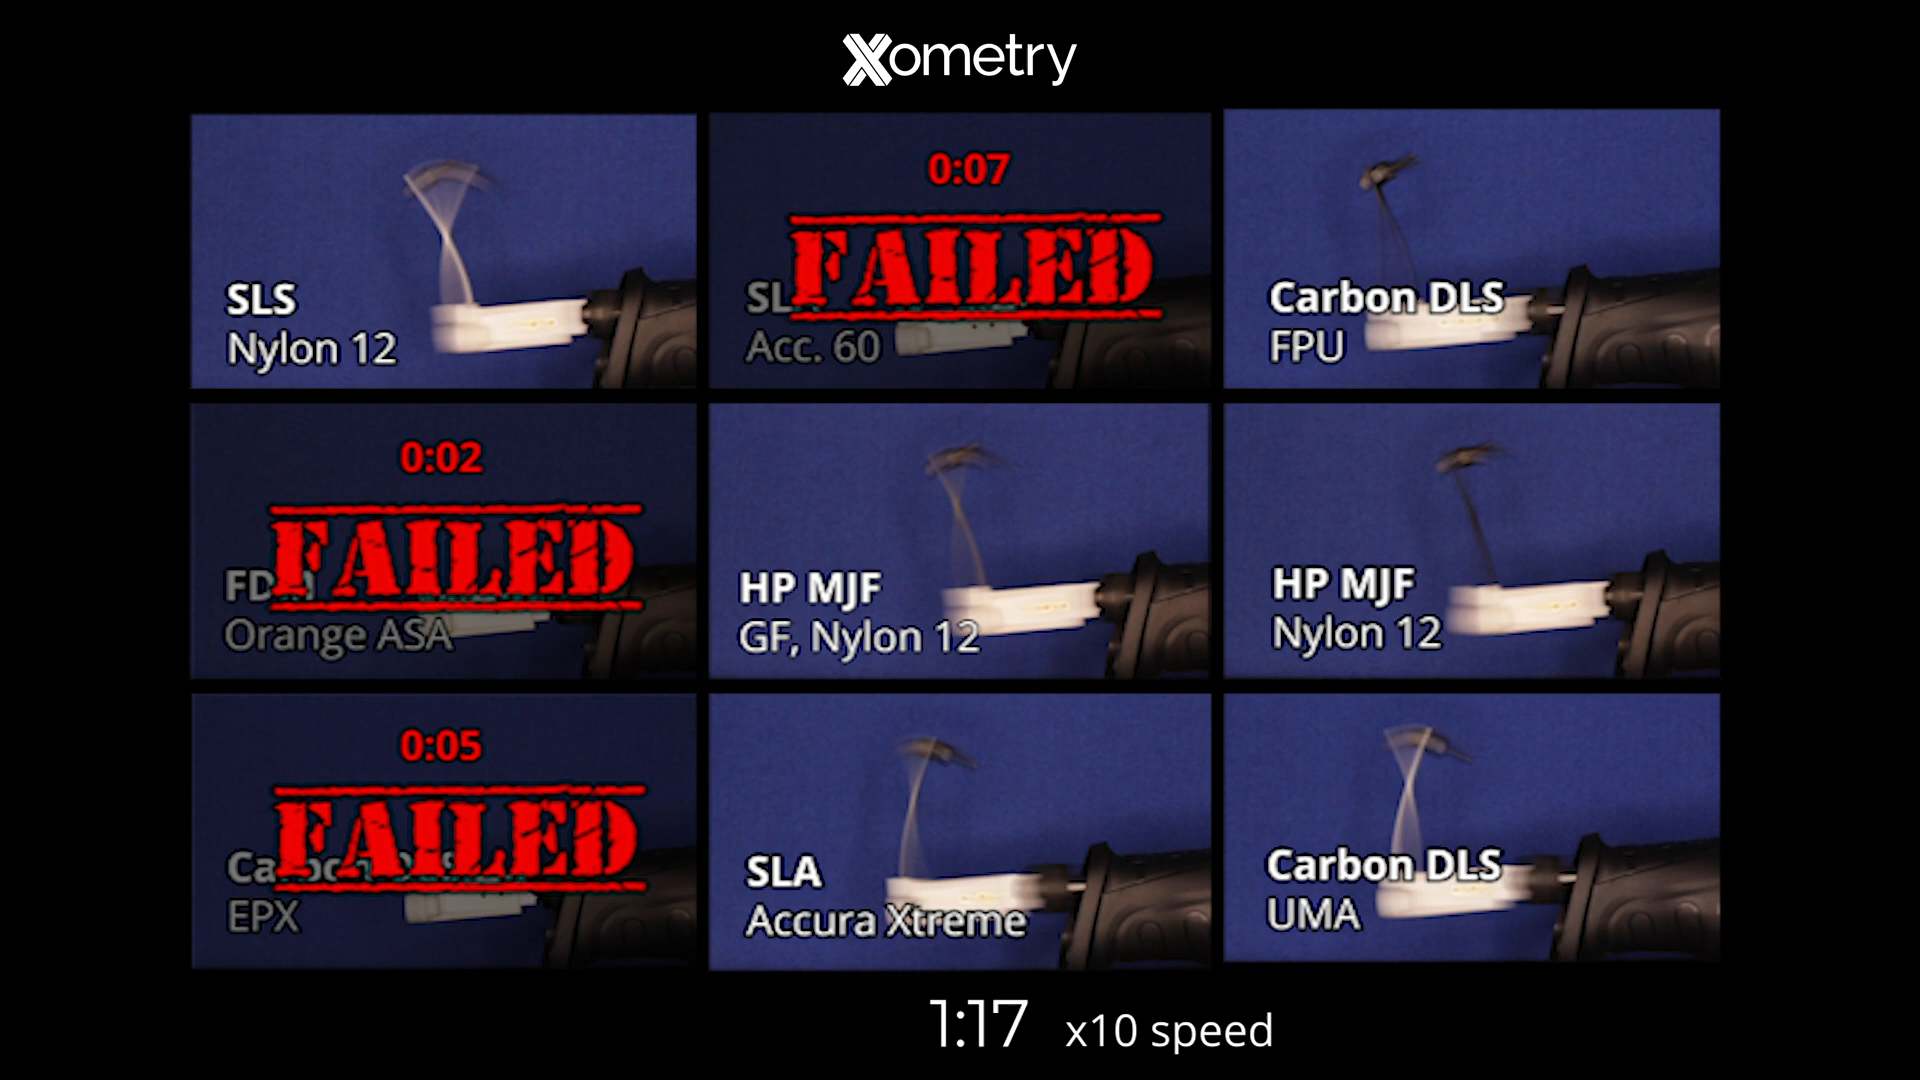 Xometry
SLS
Nylon 12
0:07
FAILED
Acc. 60
Carbon DLS
FPU
0:02
FAILED
Orange ASA
HP MJF
GF, Nylon 12
HP MJF
Nylon 12
0:05
FAILED
EPX
SLA
Accura Xtreme
Carbon DLS
UMA
1:17 x10 speed